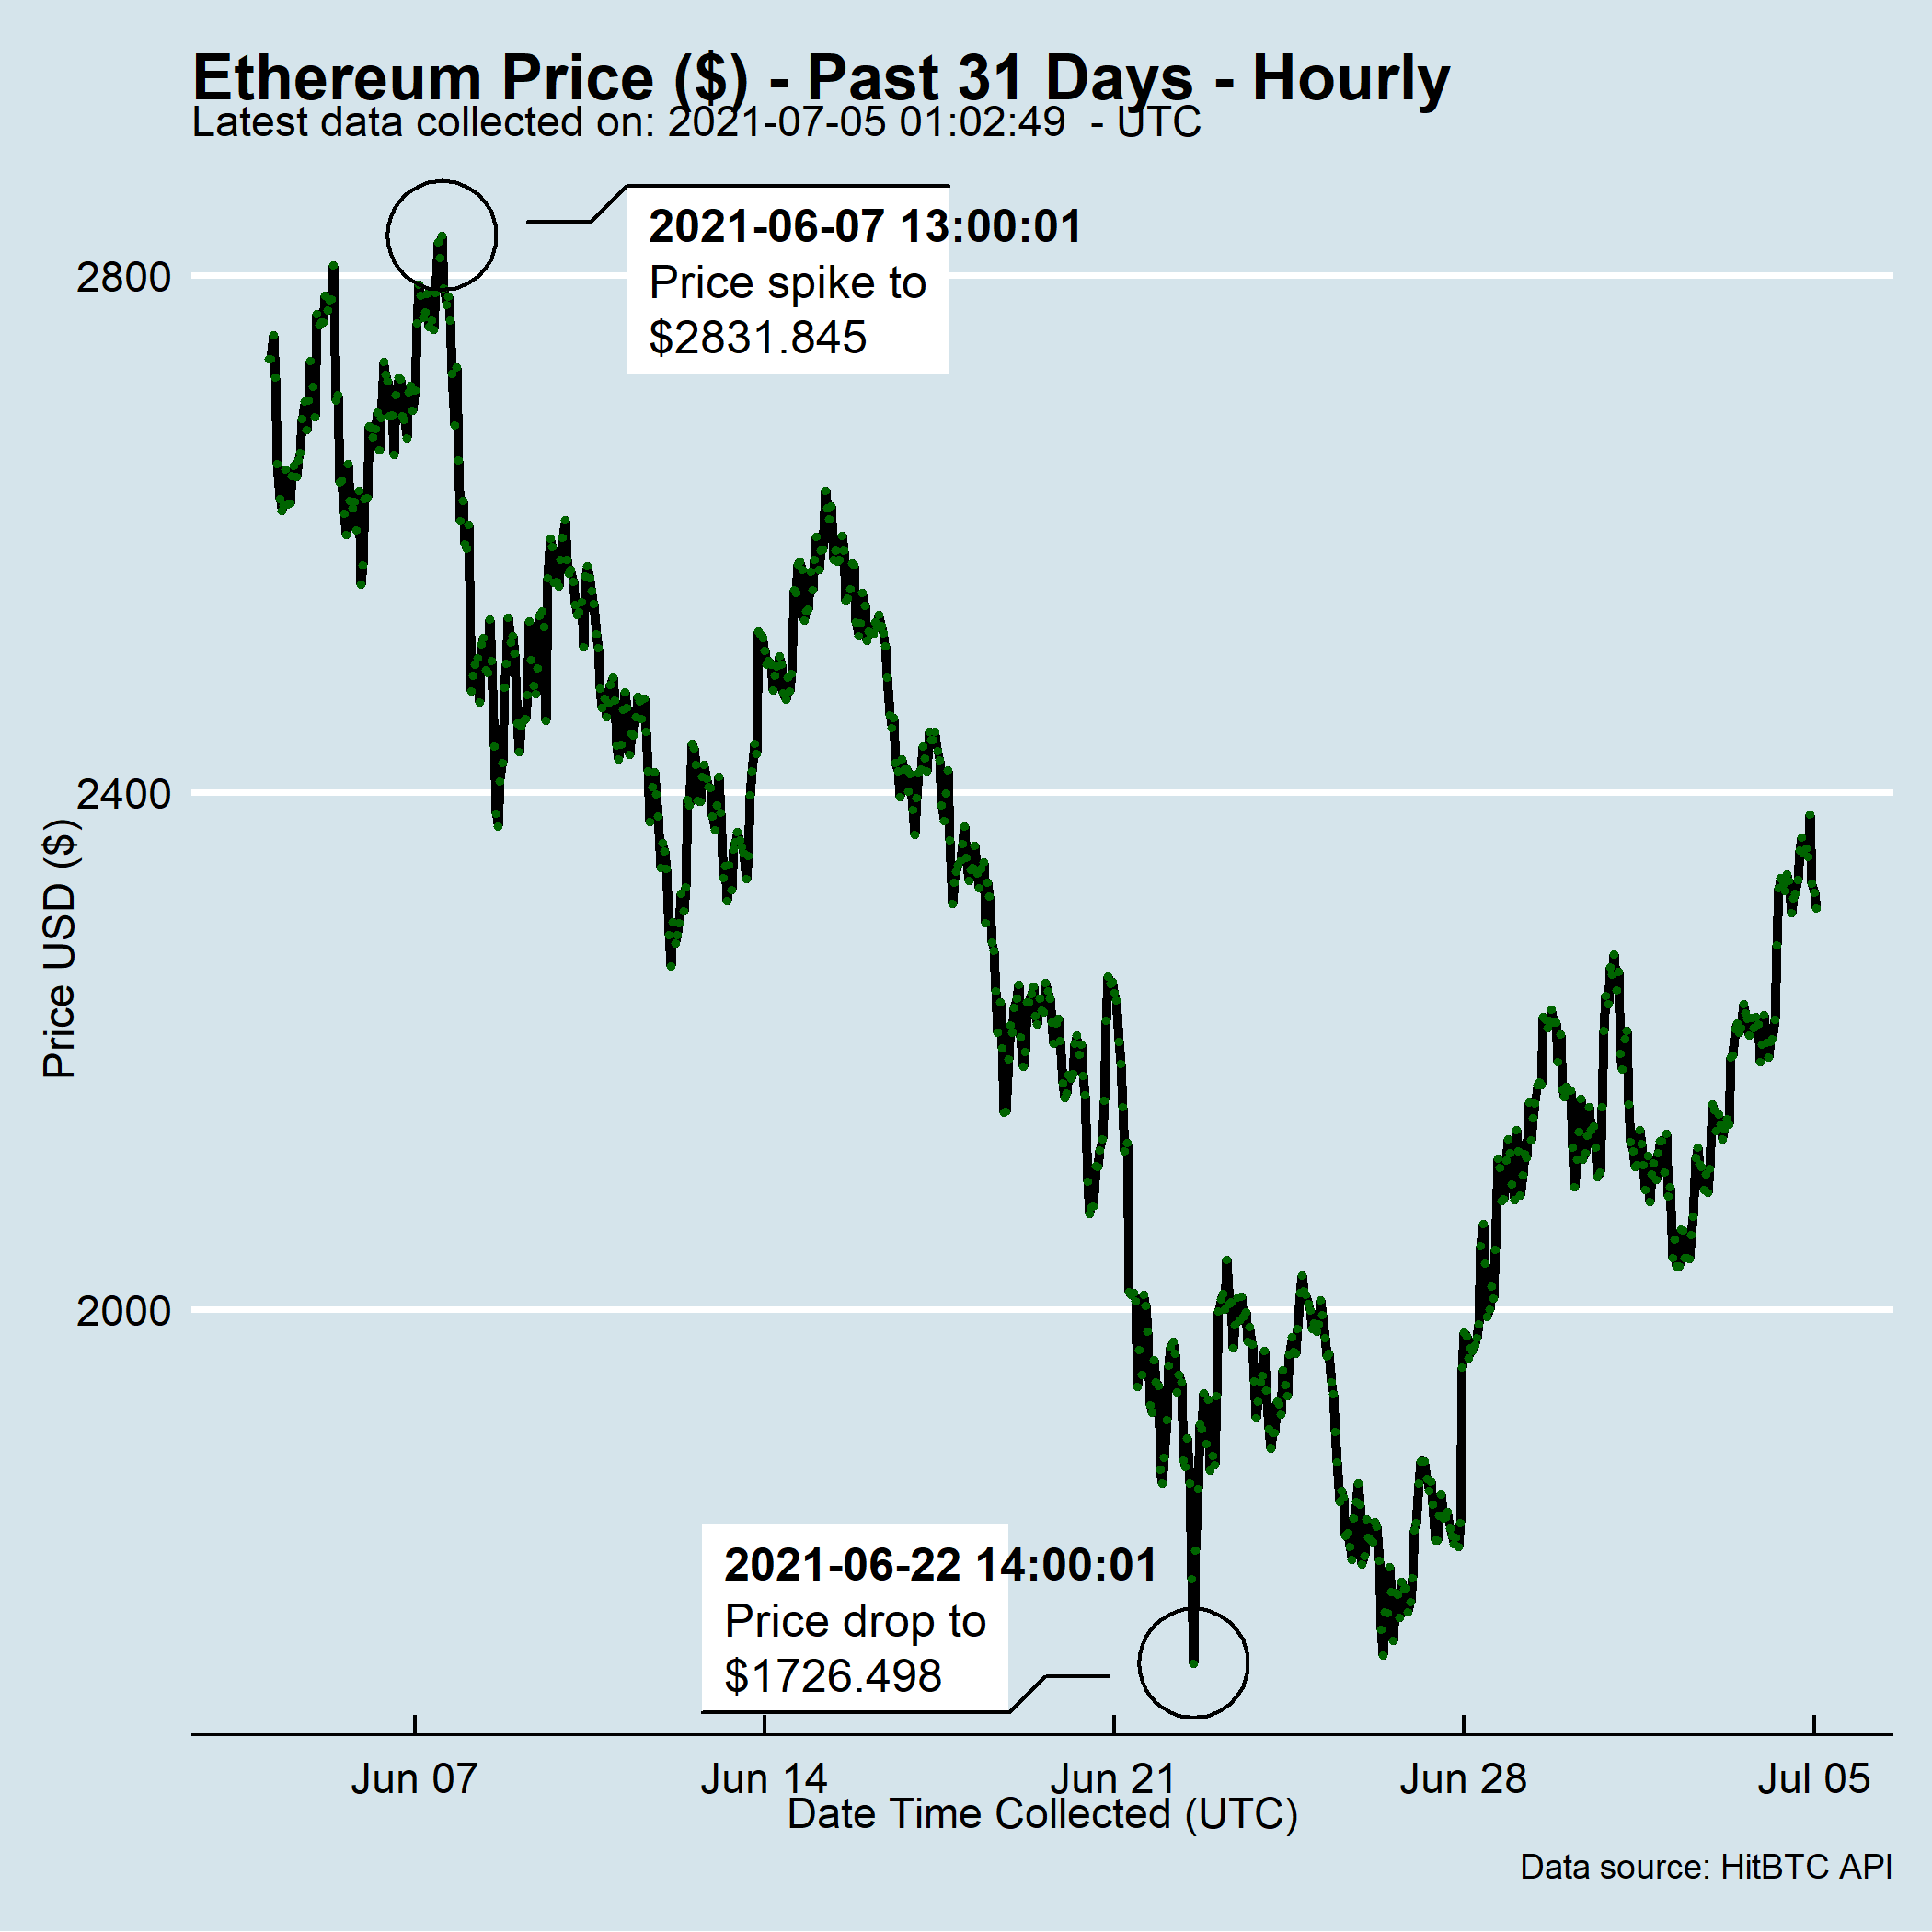 Ethereum Price ($) - Past 31 Days - Hourly
Latest data collected on: 2021-07-05 01:02:49  - UTC
2021-06-07 13:00:01
Price spike to
$2831.845
2800
2400
2000
Price USD ($)
2021-06-22 14:00:01
Price drop to
$1726.498
Jun 07
Jun 14
Jun 21
Jun 28
Jul 05
Date Time Collected (UTC)
Data source: HitBTC API